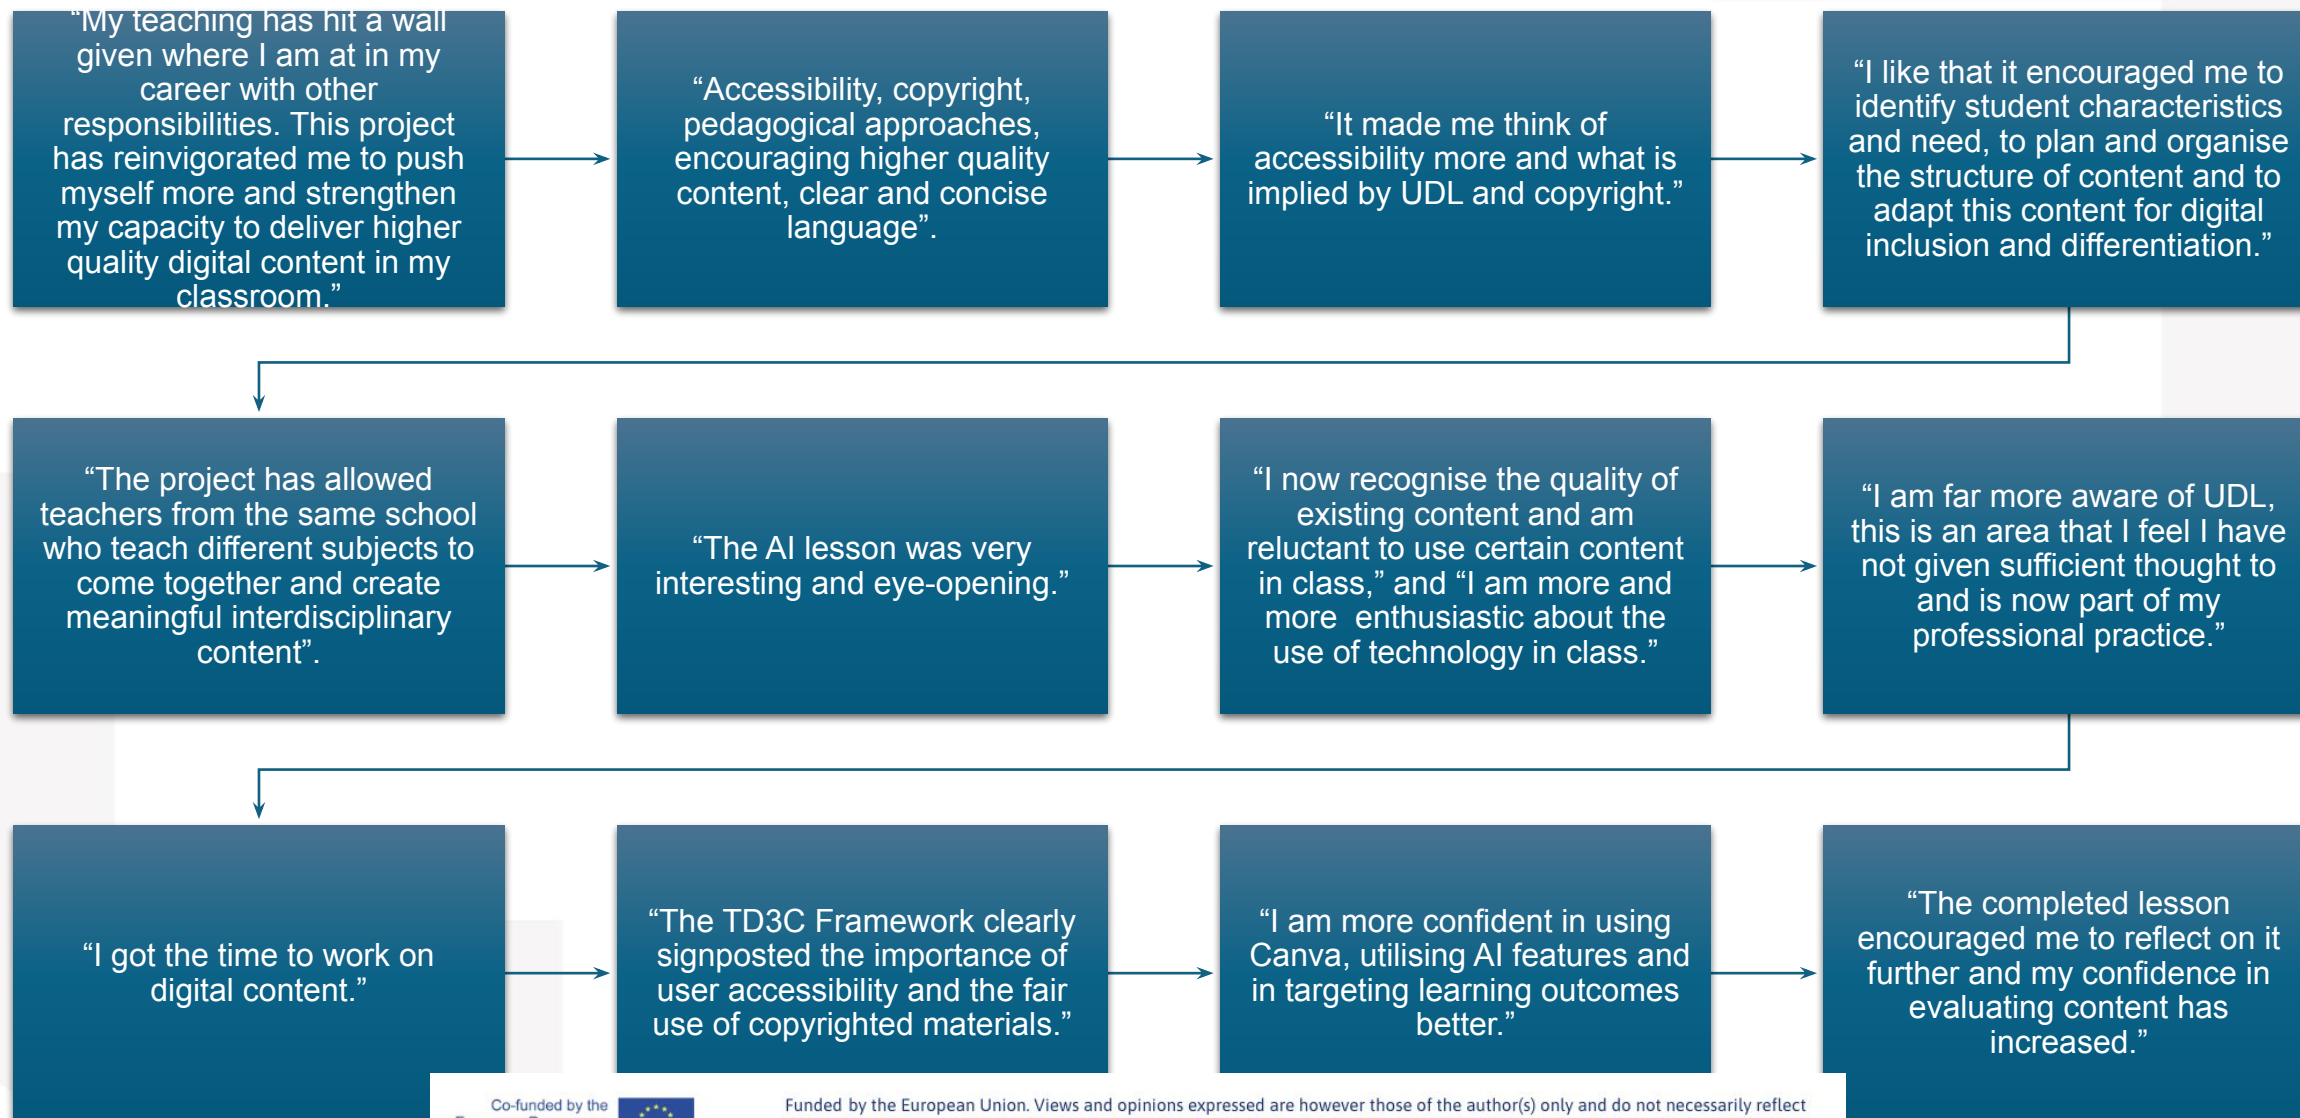 “My teaching has hit a wall
given where I am at in my
career with other
responsibilities. This project
has reinvigorated me to push
myself more and strengthen
my capacity to deliver higher
quality digital content in my
classroom.”
“Accessibility, copyright,
pedagogical approaches,
encouraging higher quality
content, clear and concise
language”.
“It made me think of
accessibility more and what is
implied by UDL and copyright.”
“I like that it encouraged me to
identify student characteristics
and need, to plan and organise
the structure of content and to
adapt this content for digital
inclusion and differentiation.”
“The project has allowed
teachers from the same school
who teach different subjects to
come together and create
meaningful interdisciplinary
content”.
“The AI lesson was very
interesting and eye-opening.”
“I now recognise the quality of
existing content and am
reluctant to use certain content
in class,” and “I am more and
more  enthusiastic about the
use of technology in class.”
“I am far more aware of UDL,
this is an area that I feel I have
not given sufficient thought to
and is now part of my
professional practice.”
“I got the time to work on
digital content.”
“The TD3C Framework clearly
signposted the importance of
user accessibility and the fair
use of copyrighted materials.”
“I am more confident in using
Canva, utilising AI features and
in targeting learning outcomes
better.”
“The completed lesson
encouraged me to reflect on it
further and my confidence in
evaluating content has
increased.”
Co-funded by the
Funded by the European Union. Views and opinions expressed are however those of the author(s) only and do not necessarily reflect